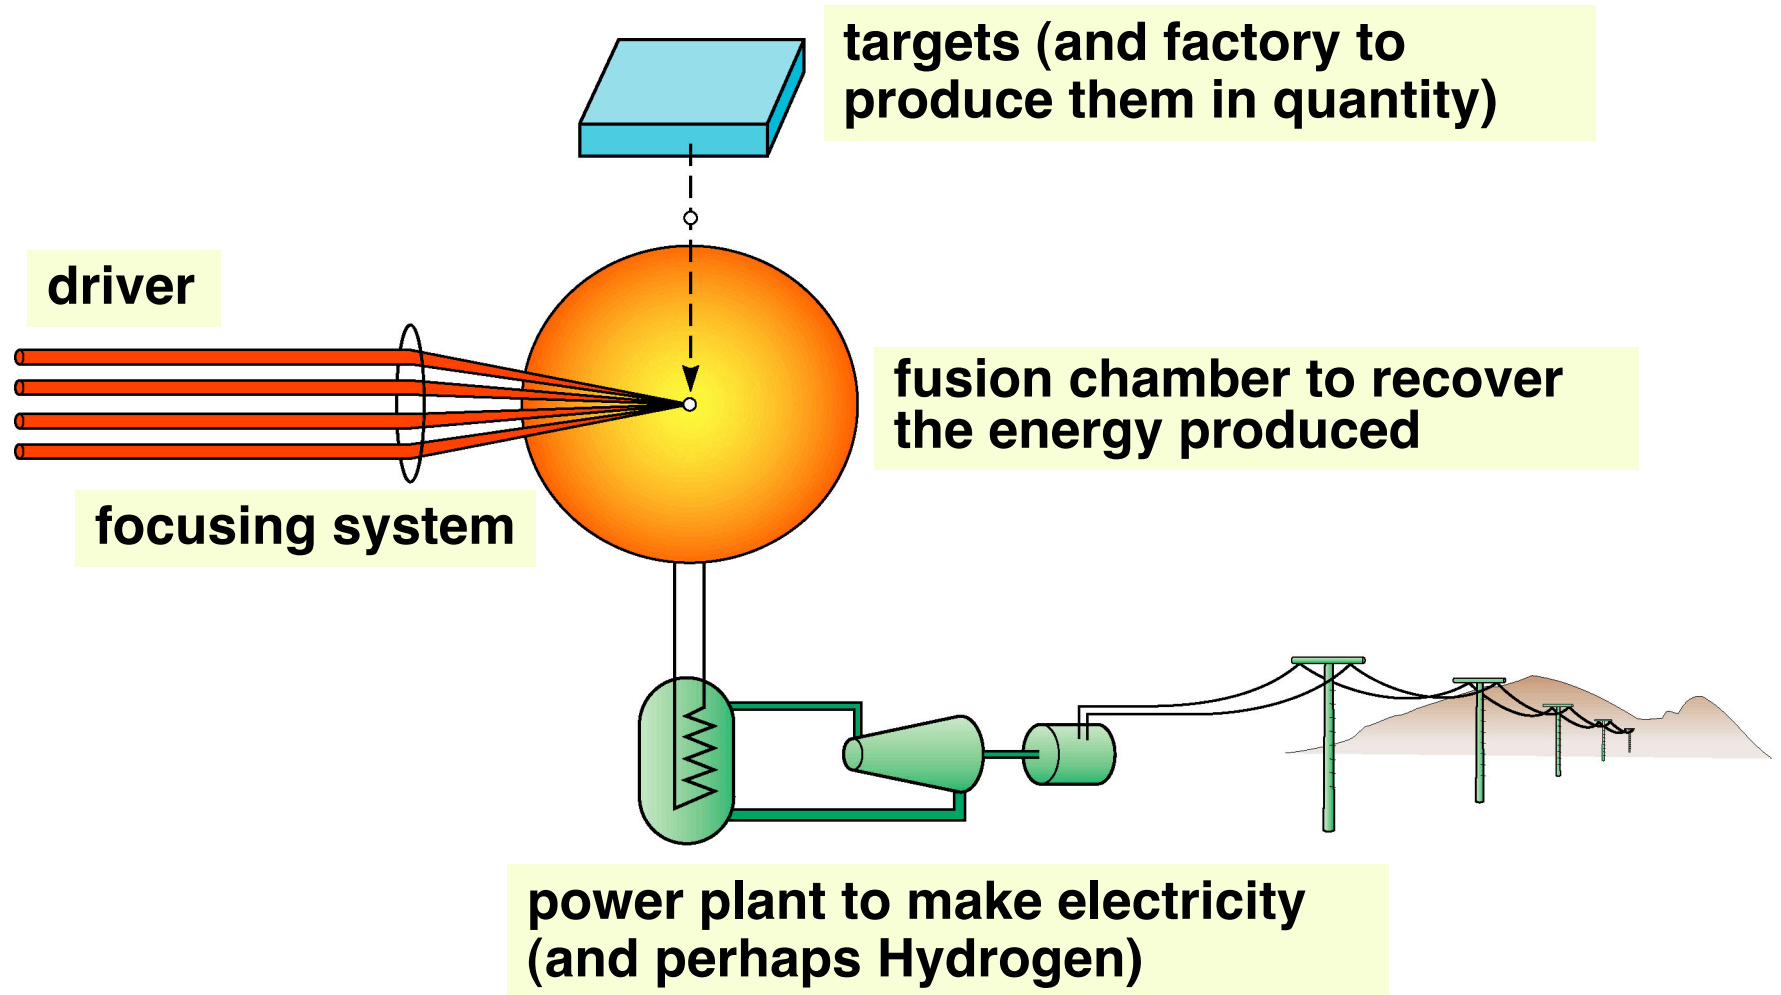 targets (and factory to
produce them in quantity)
driver
fusion chamber to recover
the energy produced
focusing system
power plant to make electricity
(and perhaps Hydrogen)